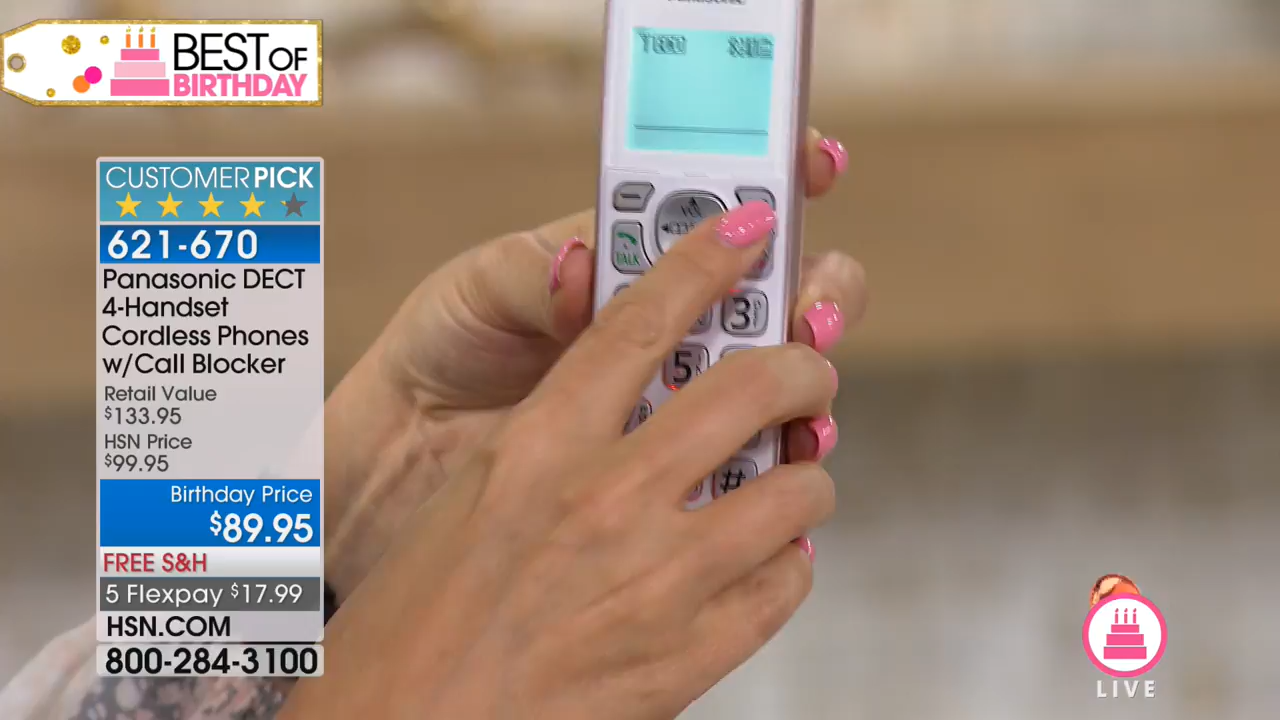 BEST OF
BIRTHDAY
CUSTOMER PICK
621-670
Panasonic DECT
4-Handset
Cordless Phones
w/Call Blocker
Retail Value
$133.95
HSN Price
$99.95
Birthday Price
$89.95
FREE S&H
5 Flexpay $17.99
HSN.COM
800-284-3100
Panasonic
TALK
3
5
#
LIVE